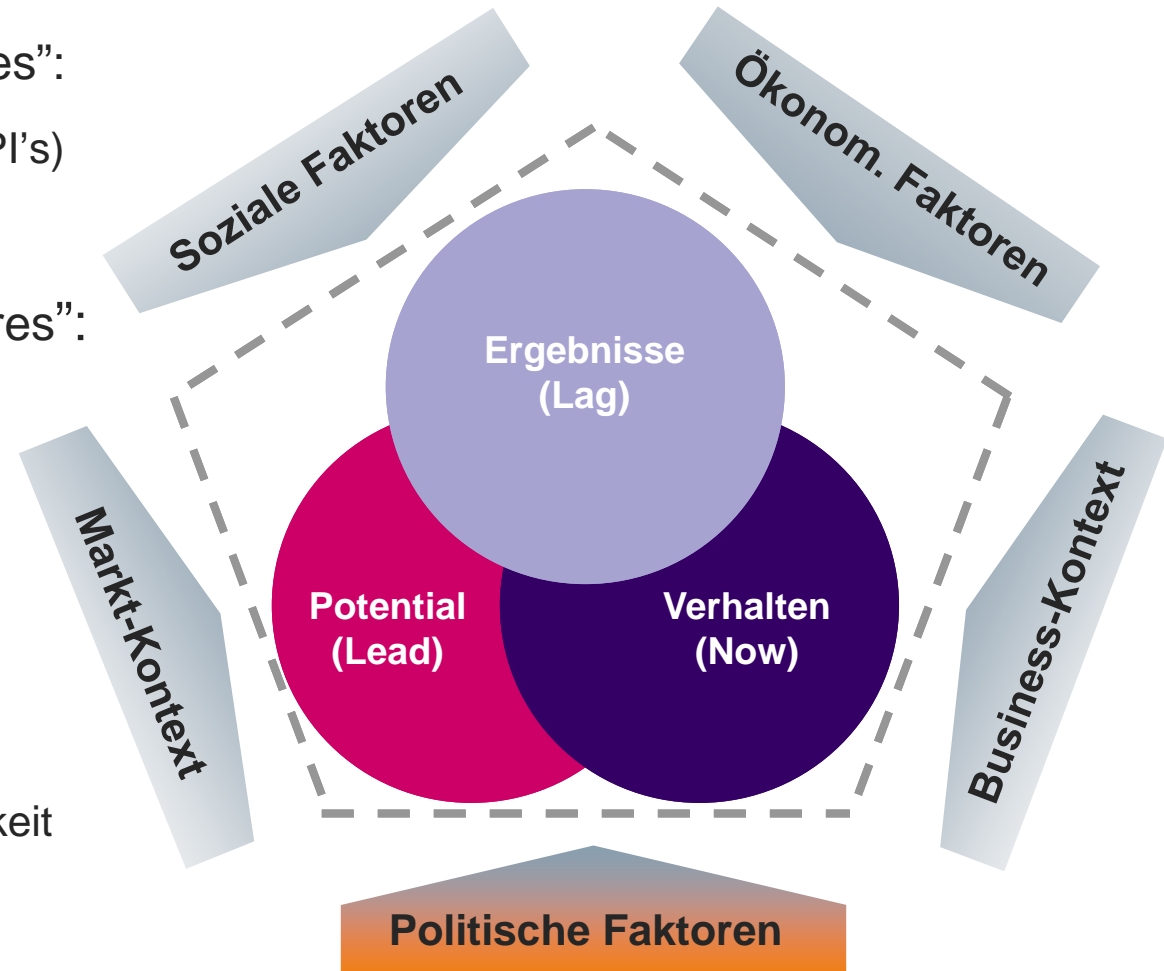 es”:
PI’s)
res”:
keit
Soziale Faktoren
Ökonom. Faktoren
Ergebnisse
(Lag)
Potential
(Lead)
Verhalten
(Now)
Markt-Kontext
Business-Kontext
Politische Faktoren